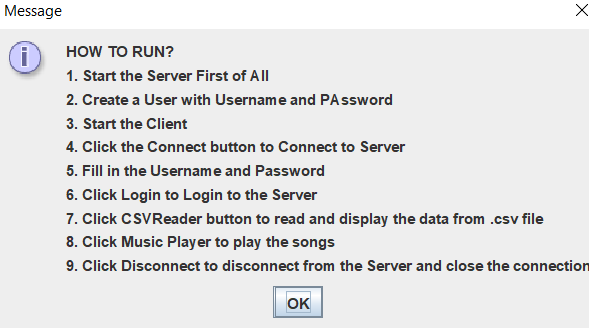 Message
HOW TO RUN?
1. Start the Server First of All
2. Create a User with Username and PAssword
3. Start the Client
4. Click the Connect button to Connect to Server
5. Fill in the Username and Password
6. Click Login to Login to the Server
7. Click CSVReader button to read and display the data from .csv file
8. Click Music Player to play the songs
9. Click Disconnect to disconnect from the Server and close the connection
OK